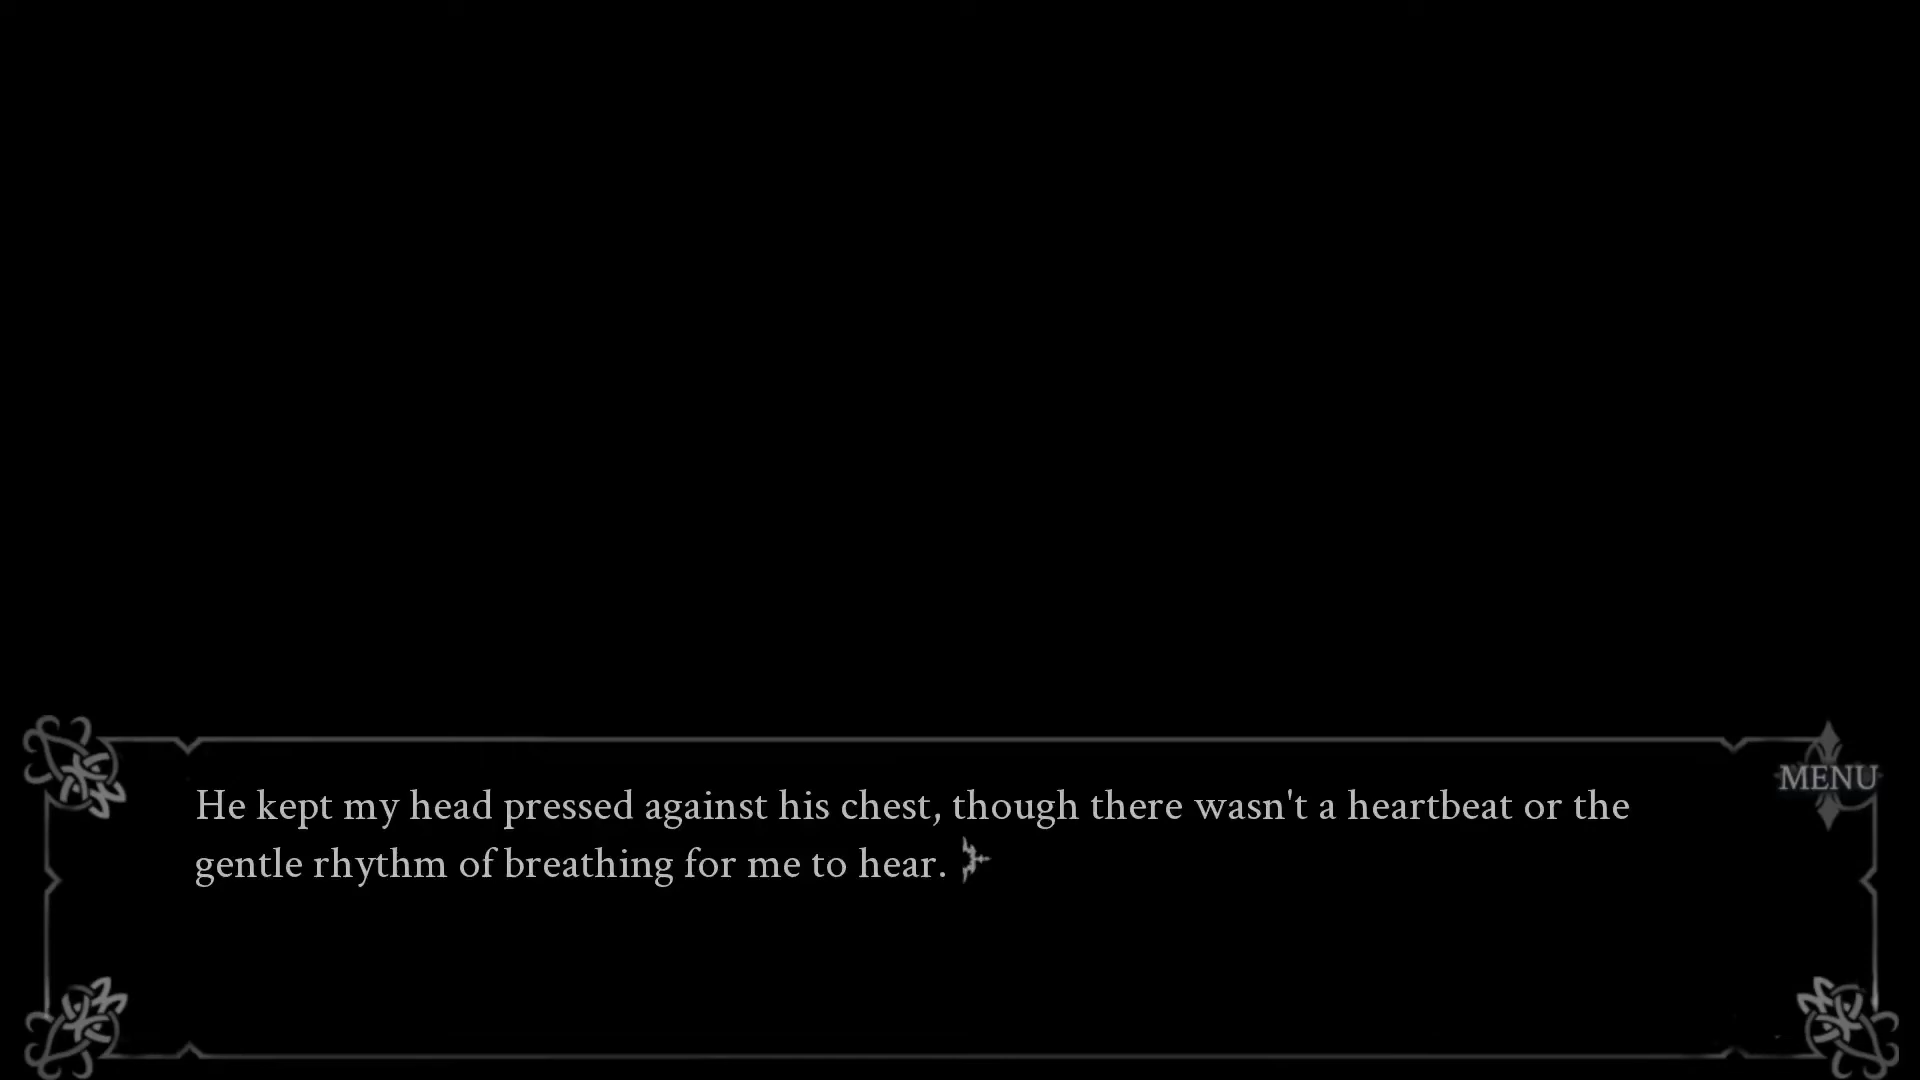 MENU
He kept my head pressed against his chest, though there wasn't a heartbeat or the
gentle rhythm of breathing for me to hear.